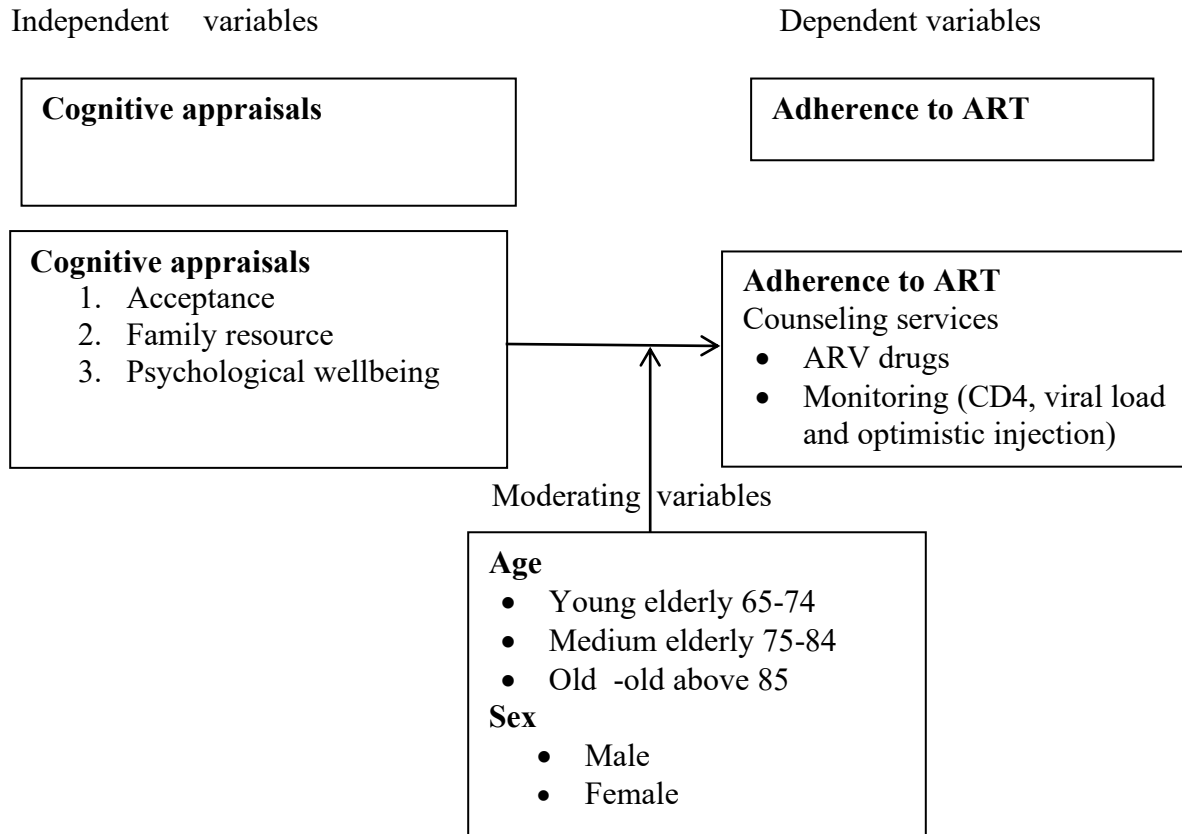 Independent variables
Dependent variables
Cognitive appraisals
Adherence to ART
Cognitive appraisals
1. Acceptance
2. Family resource
3. Psychological wellbeing
Adherence to ART
Counseling services
• ARV drugs
• Monitoring (CD4, viral load
and optimistic injection)
Moderating variables
Age
• Young elderly 65-74
• Medium elderly 75-84
• Old -old above 85
Sex
• Male
• Female